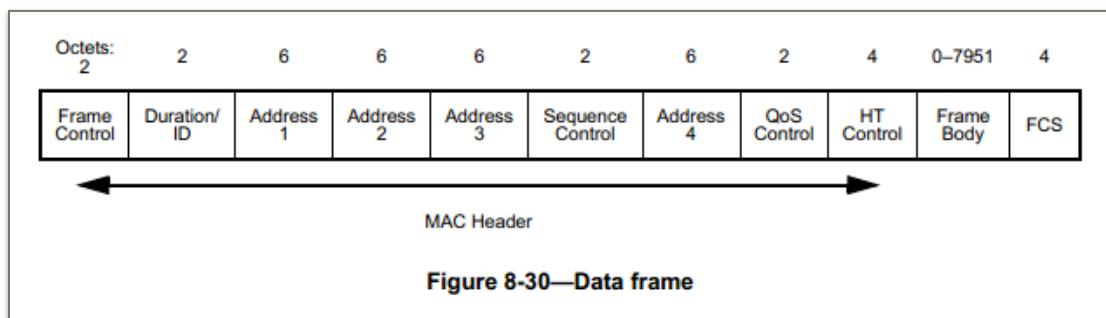 Octets:
2 2 6 6 6 2 6 2 4 0–7951 4
Frame Control Duration/ ID Address 1 Address 2 Address 3 Sequence Control Address 4 QoS Control HT Control Frame Body FCS
MAC Header
Figure 8-30—Data frame